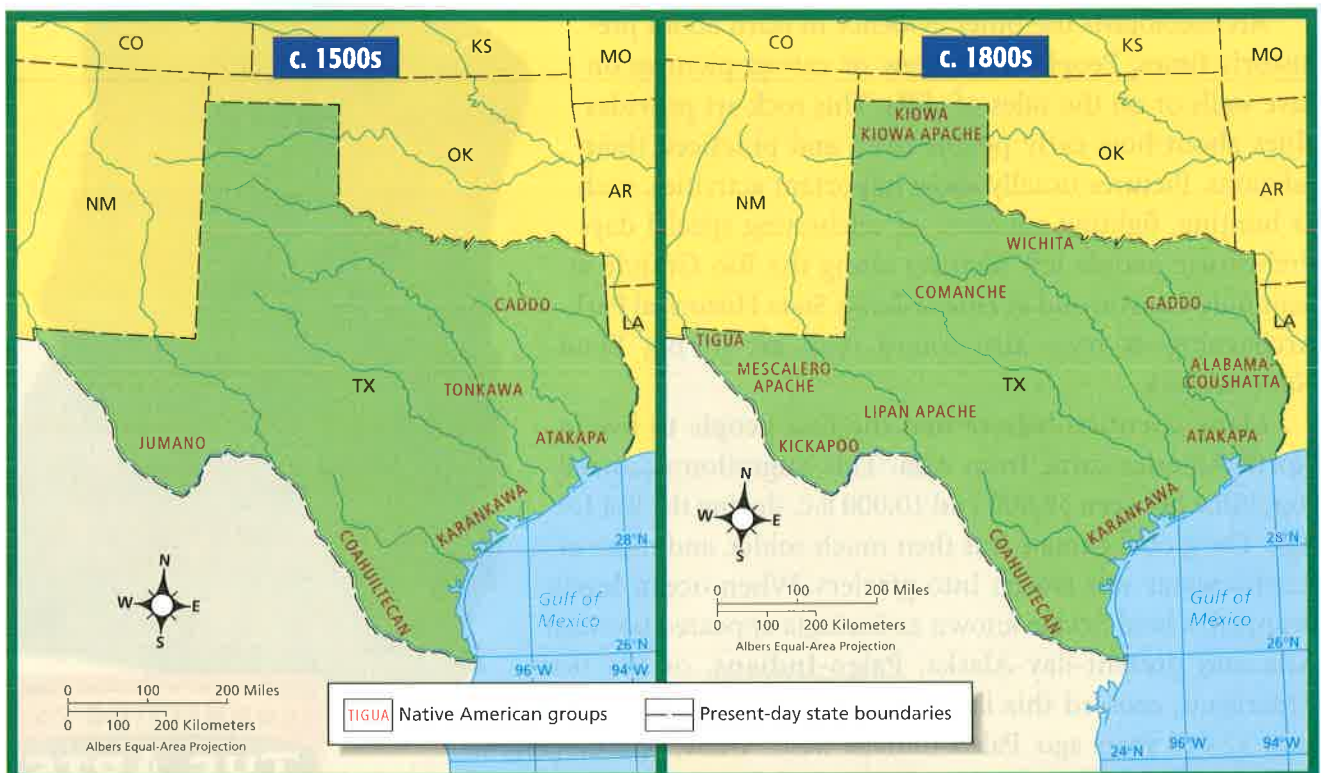 c. 1500s
CO
KS
MO
OK
NM
AR
CADDO
LA
TX
TONKAWA
JUMANO
ATAKAPA
KARANKAWA
COAHUILTECAN
28°N
Gulf of
Mexico
26°N
96°W
94°W
N
W
E
S
0 100 200 Miles
0 100 200 Kilometers
Albers Equal-Area Projection
c. 1800s
CO
KS
MO
KIOWA
KIOWA APACHE
OK
NM
AR
WICHITA
COMANCHE
CADDO
LA
TIGUA
MESCALERO
APACHE
TX
ALABAMA-
COUSHATTA
LIPAN APACHE
KICKAPOO
ATAKAPA
KARANKAWA
COAHUILTECAN
N
W
E
S
28°N
Gulf of
Mexico
26°N
24°N
96°W
94°W
0 100 200 Miles
0 100 200 Kilometers
Albers Equal-Area Projection
TIGUA Native American groups
Present-day state boundaries